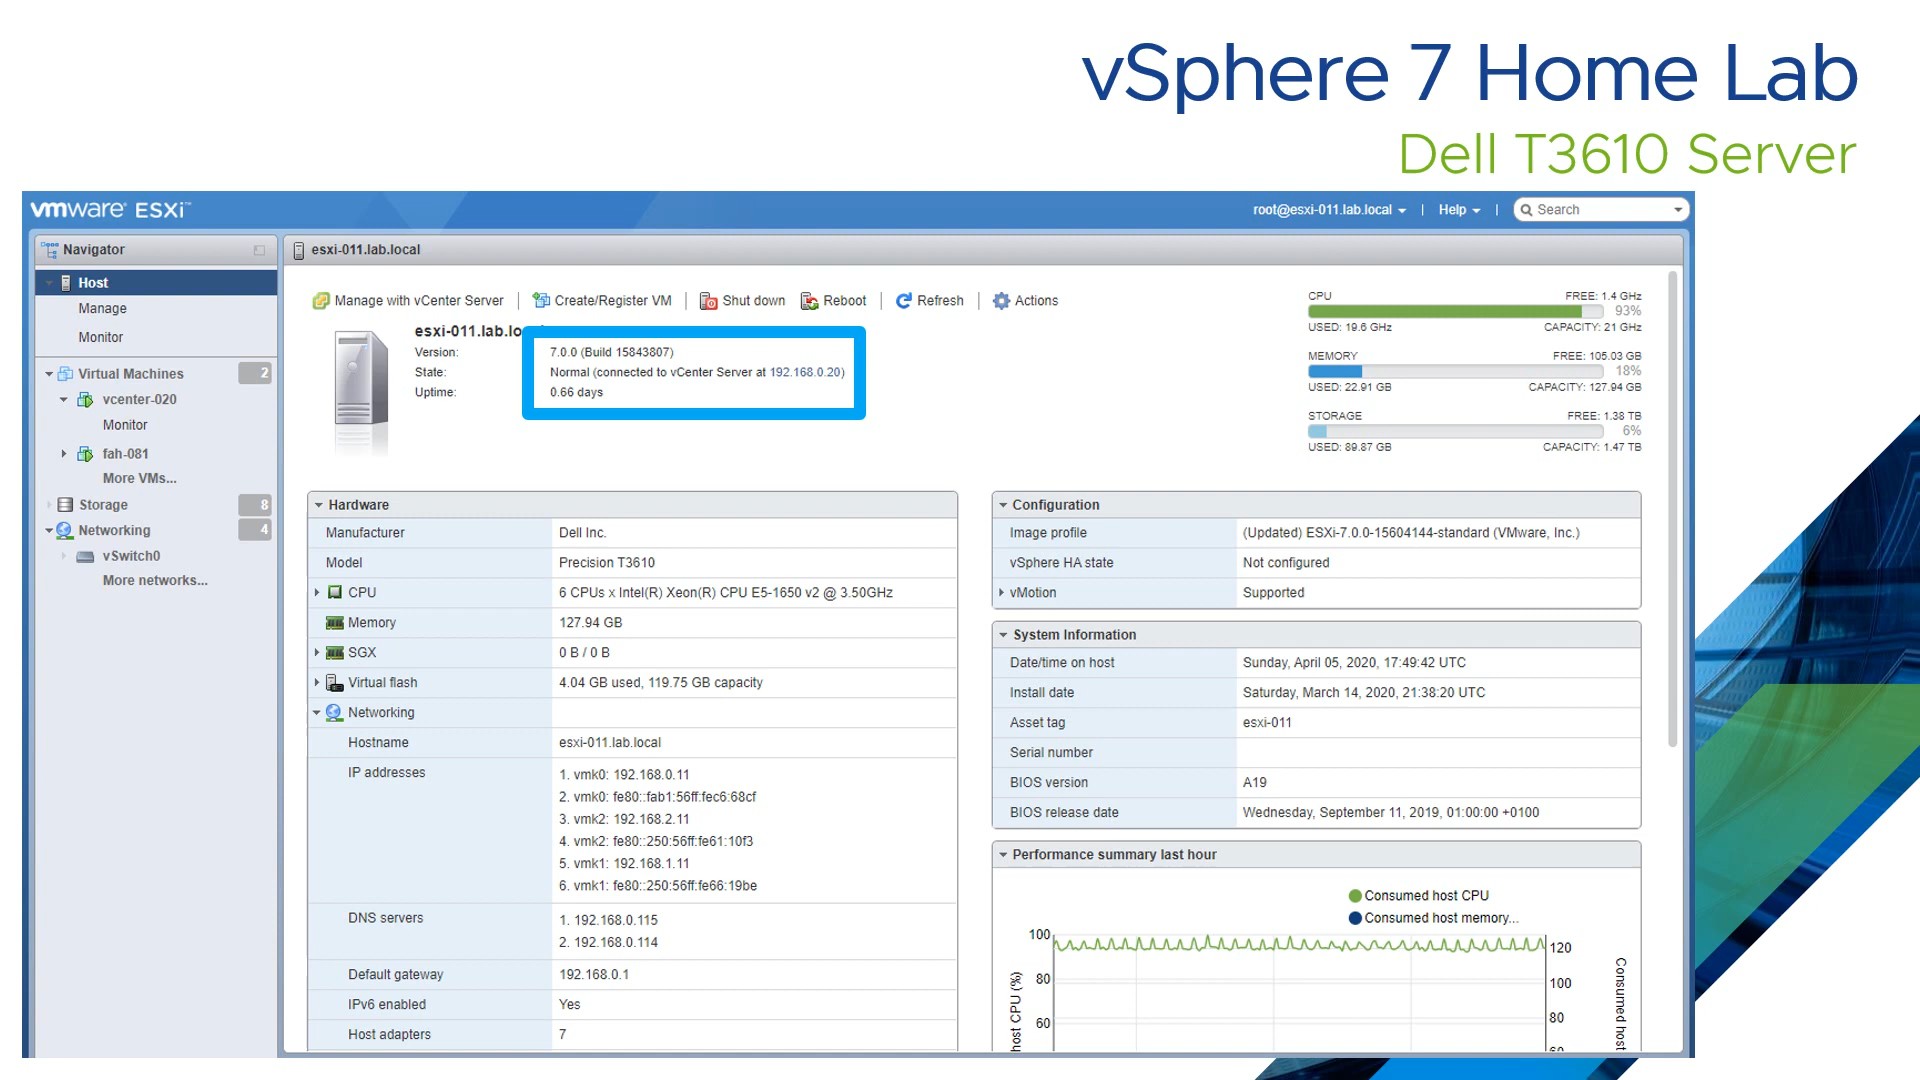 vSphere 7 Home Lab
Dell T3610 Server
vmware ESXi™
root@esxi-011.lab.local | Help | Search
Navigator
esxi-011.lab.local
Host
Manage
Monitor
Virtual Machines 2
vcenter-020
Monitor
fah-081
More VMs...
Storage 8
Networking 4
vSwitch0
More networks...
Manage with vCenter Server | Create/Register VM | Shut down Reboot | Refresh | Actions
esxi-011.lab.lo
Version: 7.0.0 (Build 15843807)
State: Normal (connected to vCenter Server at 192.168.0.20)
Uptime: 0.66 days
CPU FREE: 1.4 GHz
93%
USED: 19.6 GHz CAPACITY: 21 GHz
MEMORY FREE: 105.03 GB
18%
USED: 22.91 GB CAPACITY: 127.94 GB
STORAGE FREE: 1.38 TB
6%
USED: 89.87 GB CAPACITY: 1.47 TB
Hardware
Manufacturer Dell Inc.
Model Precision T3610
CPU 6 CPUs x Intel(R) Xeon(R) CPU E5-1650 v2 @ 3.50GHz
Memory 127.94 GB
SGX 0 B / 0 B
Virtual flash 4.04 GB used, 119.75 GB capacity
Networking
Hostname esxi-011.lab.local
IP addresses 1. vmk0: 192.168.0.11
2. vmk0: fe80::fab1:56ff:fec6:68cf
3. vmk2: 192.168.2.11
4. vmk2: fe80::250:56ff:fe61:10f3
5. vmk1: 192.168.1.11
6. vmk1: fe80::250:56ff:fe66:19be
DNS servers 1. 192.168.0.115
2. 192.168.0.114
Default gateway 192.168.0.1
IPv6 enabled Yes
Host adapters 7
Configuration
Image profile (Updated) ESXi-7.0.0-15604144-standard (VMware, Inc.)
vSphere HA state Not configured
vMotion Supported
System Information
Date/time on host Sunday, April 05, 2020, 17:49:42 UTC
Install date Saturday, March 14, 2020, 21:38:20 UTC
Asset tag esxi-011
Serial number
BIOS version A19
BIOS release date Wednesday, September 11, 2019, 01:00:00 +0100
Performance summary last hour
Consumed host CPU
Consumed host memory...
100
80
60
host CPU (%)
120
100
80
60
Consumed host